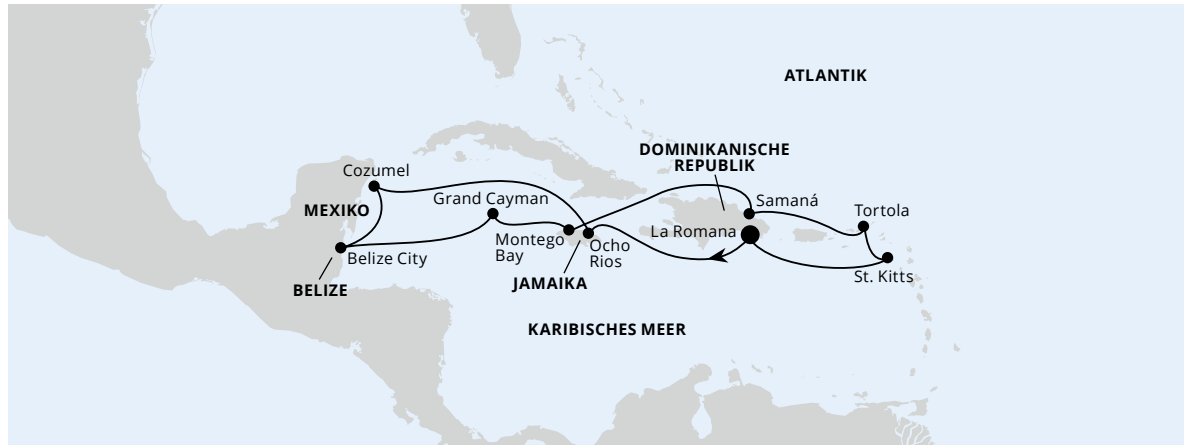 ATLANTIK
DOMINIKANISCHE
REPUBLIK
Cozumel
Grand Cayman
Samaná
MEXIKO
Tortola
La Romana
Montego
Bay
Ocho
Rios
Belize City
St. Kitts
JAMAIKA
BELIZE
KARIBISCHES MEER